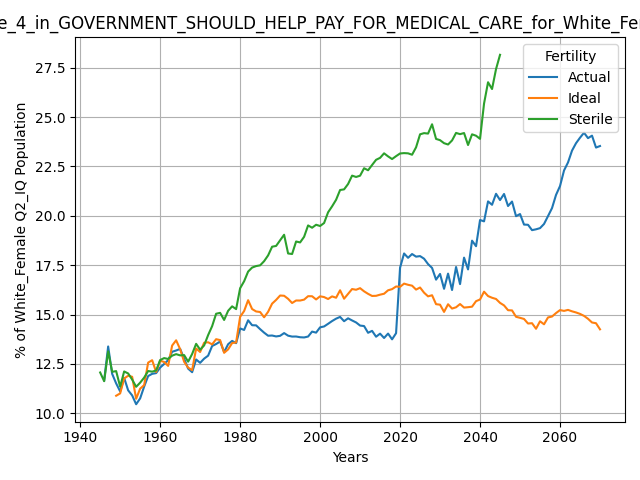 e_4_in_GOVERNMENT_SHOULD_HELP_PAY_FOR_MEDICAL_CARE_for_White_Fe
Fertility
Actual
Ideal
Sterile
% of White_Female Q2_IQ Population
27.5
25.0
22.5
20.0
17.5
15.0
12.5
10.0
1940
1960
1980
2000
2020
2040
2060
Years